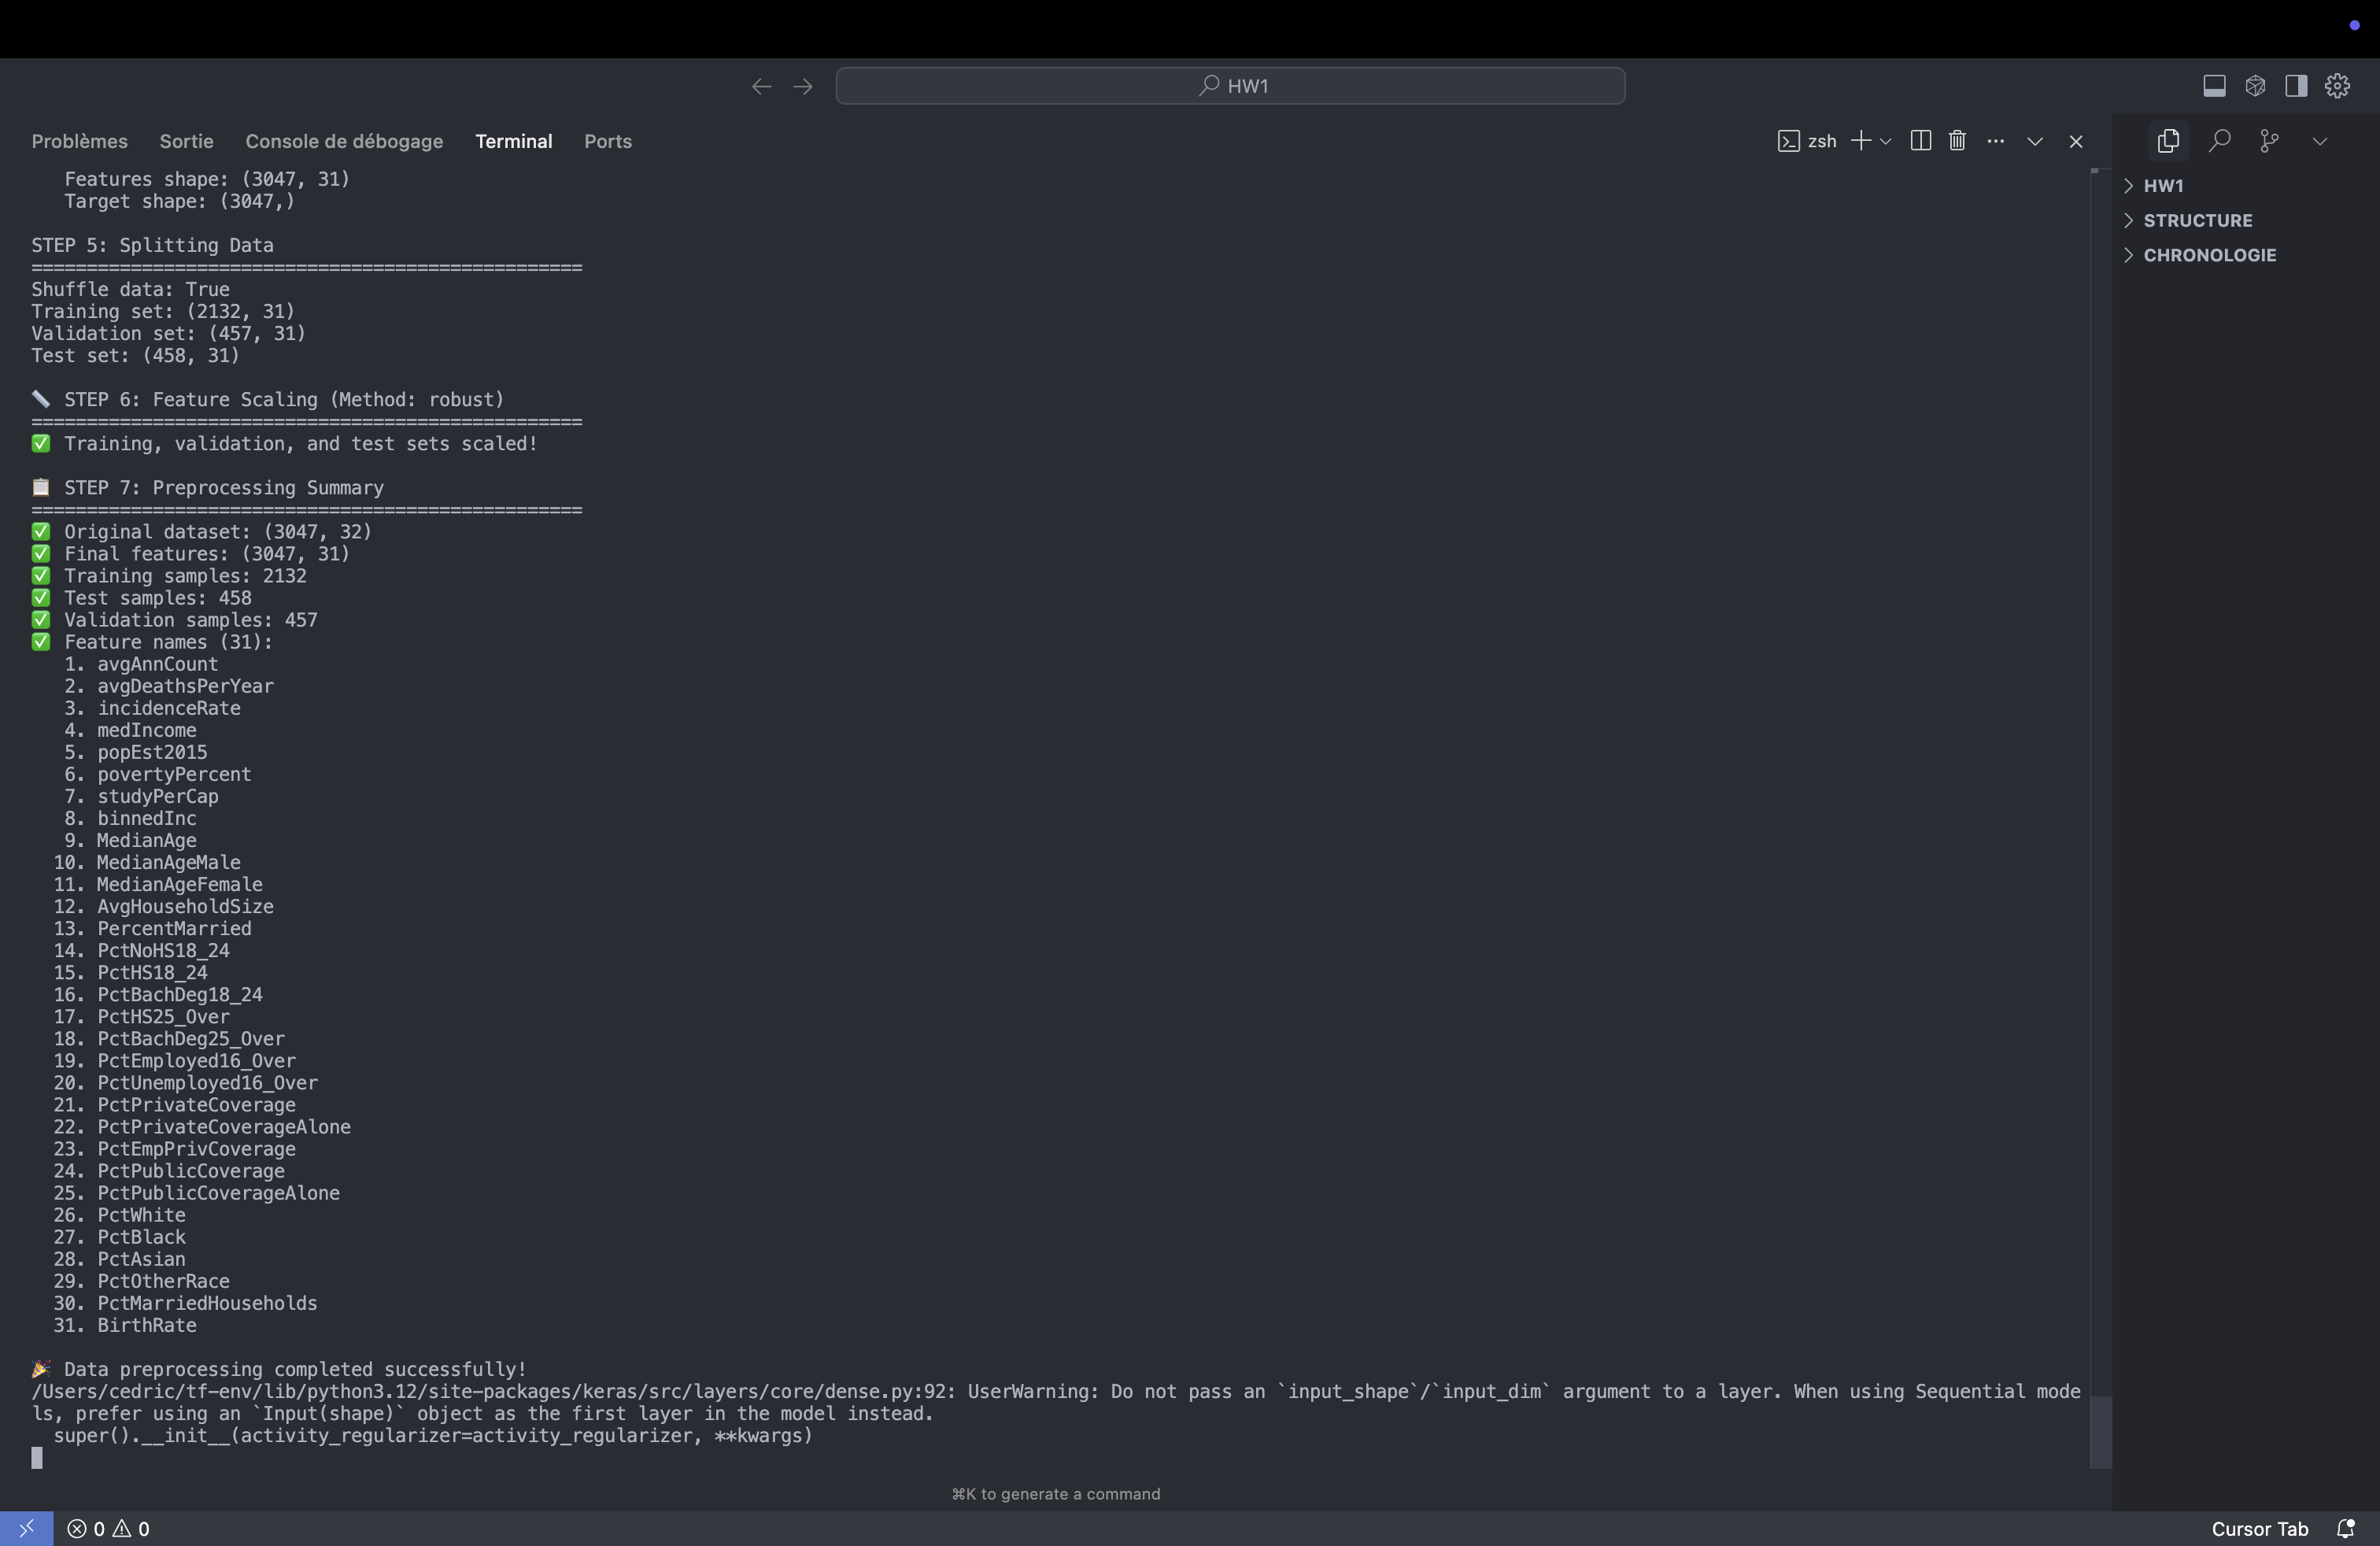 HW1
Problèmes Sortie Console de débogage Terminal Ports
zsh
Features shape: (3047, 31)
Target shape: (3047,)
STEP 5: Splitting Data
==================================================
Shuffle data: True
Training set: (2132, 31)
Validation set: (457, 31)
Test set: (458, 31)
📏 STEP 6: Feature Scaling (Method: robust)
==================================================
✅ Training, validation, and test sets scaled!
📋 STEP 7: Preprocessing Summary
==================================================
✅ Original dataset: (3047, 32)
✅ Final features: (3047, 31)
✅ Training samples: 2132
✅ Test samples: 458
✅ Validation samples: 457
✅ Feature names (31):
1. avgAnnCount
2. avgDeathsPerYear
3. incidenceRate
4. medIncome
5. popEst2015
6. povertyPercent
7. studyPerCap
8. binnedInc
9. MedianAge
10. MedianAgeMale
11. MedianAgeFemale
12. AvgHouseholdSize
13. PercentMarried
14. PctNoHS18_24
15. PctHS18_24
16. PctBachDeg18_24
17. PctHS25_Over
18. PctBachDeg25_Over
19. PctEmployed16_Over
20. PctUnemployed16_Over
21. PctPrivateCoverage
22. PctPrivateCoverageAlone
23. PctEmpPrivCoverage
24. PctPublicCoverage
25. PctPublicCoverageAlone
26. PctWhite
27. PctBlack
28. PctAsian
29. PctOtherRace
30. PctMarriedHouseholds
31. BirthRate
🎉 Data preprocessing completed successfully!
/Users/cedric/tf-env/lib/python3.12/site-packages/keras/src/layers/core/dense.py:92: UserWarning: Do not pass an `input_shape`/`input_dim` argument to a layer. When using Sequential mode
ls, prefer using an `Input(shape)` object as the first layer in the model instead.
super().__init__(activity_regularizer=activity_regularizer, **kwargs)
⌘K to generate a command
HW1
STRUCTURE
CHRONOLOGIE
0 0
Cursor Tab